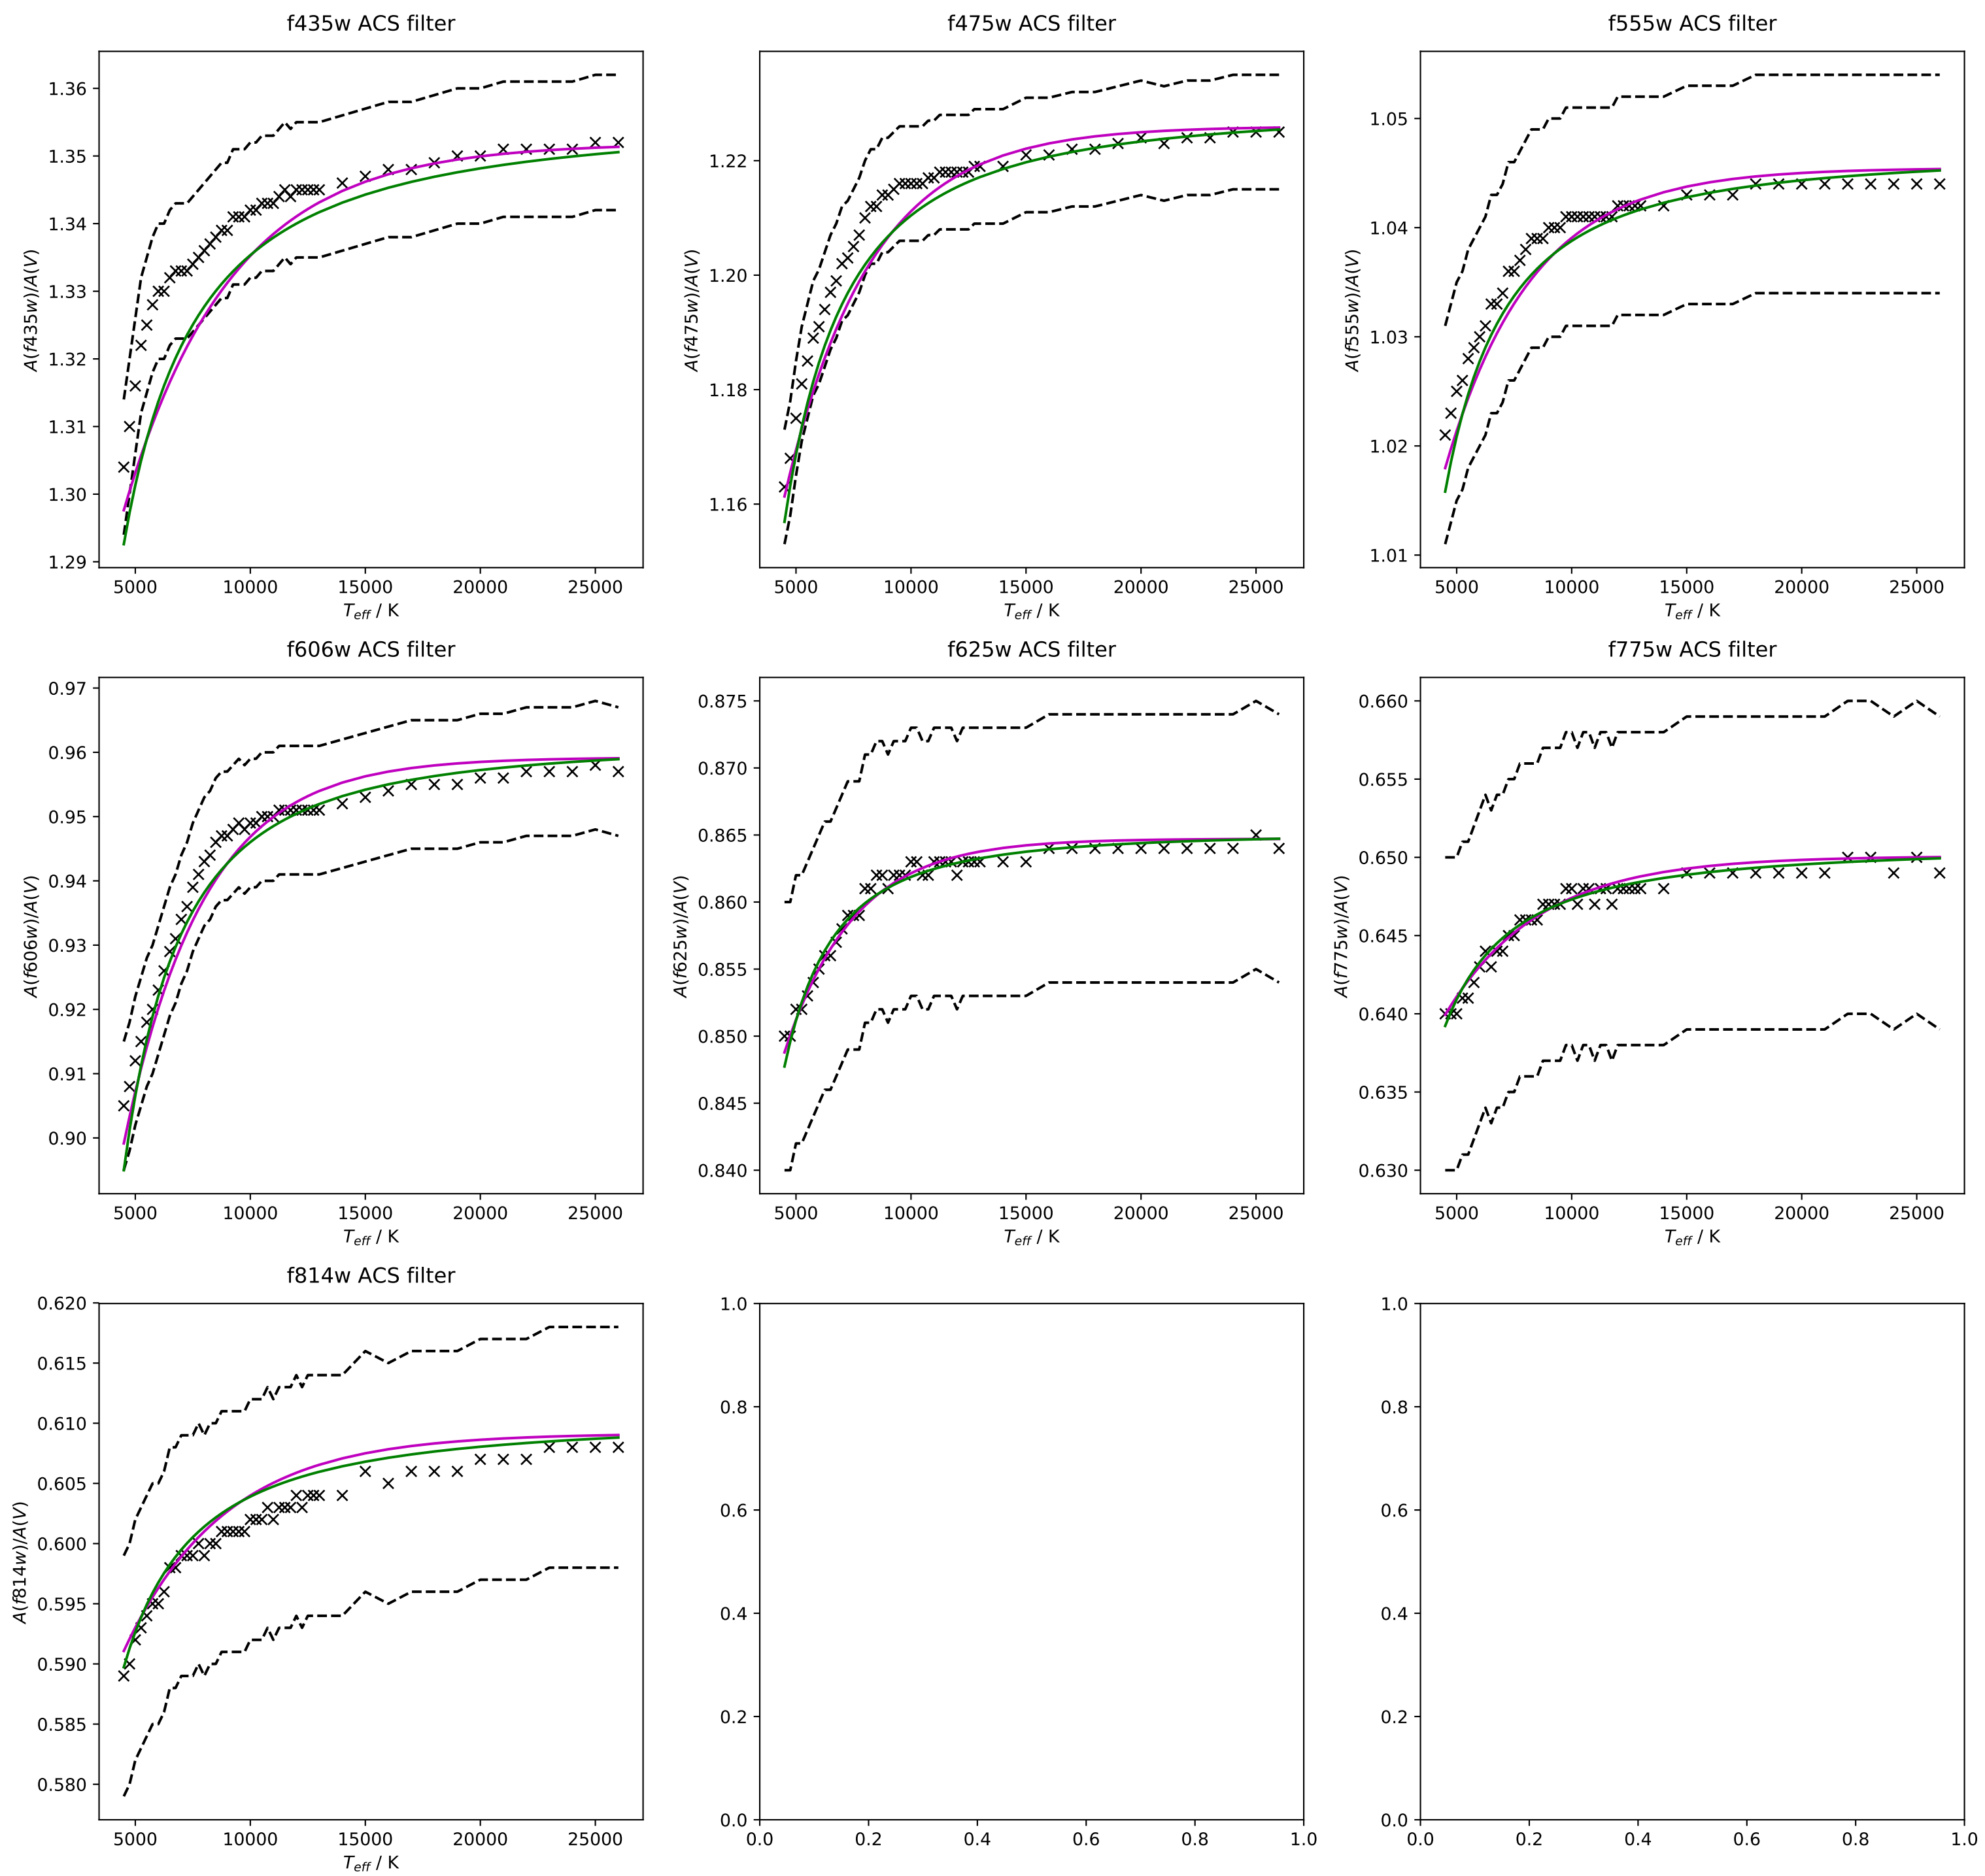 f435w ACS filter
f475w ACS filter
f555w ACS filter
1.36
1.35
1.34
1.33
1.32
1.31
1.30
1.29
A(f435w)/A(V)
5000 10000 15000 20000 25000
T_eff / K
1.22
1.20
1.18
1.16
A(f475w)/A(V)
5000 10000 15000 20000 25000
T_eff / K
1.05
1.04
1.03
1.02
1.01
A(f555w)/A(V)
5000 10000 15000 20000 25000
T_eff / K
f606w ACS filter
f625w ACS filter
f775w ACS filter
0.97
0.96
0.95
0.94
0.93
0.92
0.91
0.90
A(f606w)/A(V)
5000 10000 15000 20000 25000
T_eff / K
0.875
0.870
0.865
0.860
0.855
0.850
0.845
0.840
A(f625w)/A(V)
5000 10000 15000 20000 25000
T_eff / K
0.660
0.655
0.650
0.645
0.640
0.635
0.630
A(f775w)/A(V)
5000 10000 15000 20000 25000
T_eff / K
f814w ACS filter
0.620
0.615
0.610
0.605
0.600
0.595
0.590
0.585
0.580
A(f814w)/A(V)
5000 10000 15000 20000 25000
T_eff / K
1.0
0.8
0.6
0.4
0.2
0.0
0.0 0.2 0.4 0.6 0.8 1.0
1.0
0.8
0.6
0.4
0.2
0.0
0.0 0.2 0.4 0.6 0.8 1.0